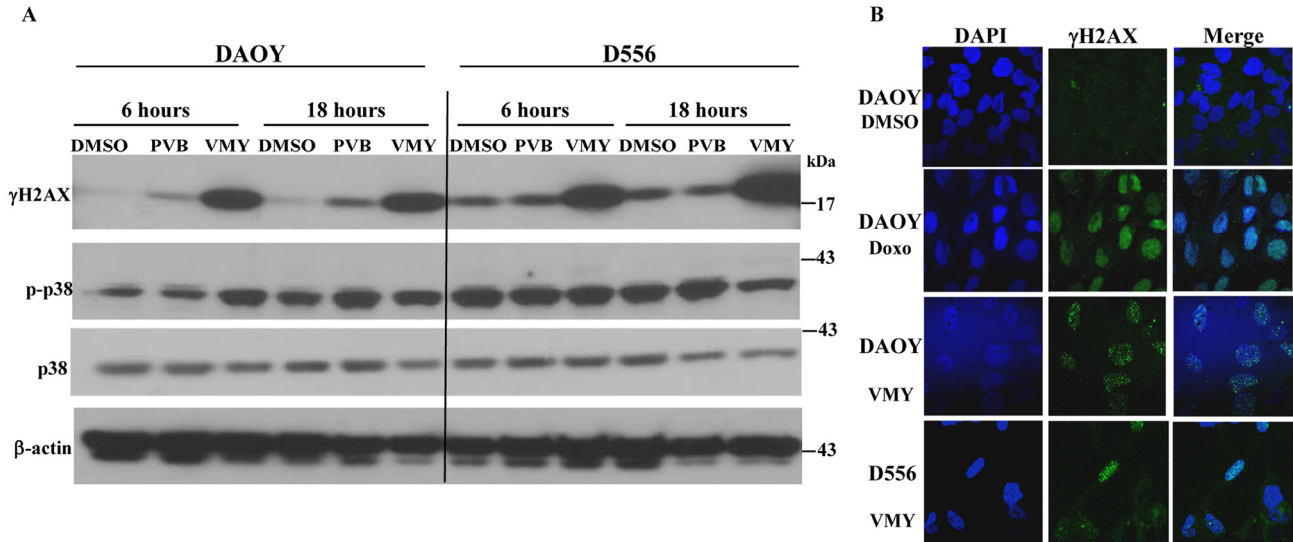 A
DAOY D556
6 hours 18 hours 6 hours 18 hours
DMSO PVB VMY DMSO PVB VMY DMSO PVB VMY DMSO PVB VMY
kDa
γH2AX
17
43
p-p38
43
p38
β-actin
43
B
DAPI γH2AX Merge
DAOY
DMSO
DAOY
Doxo
DAOY
VMY
D556
VMY